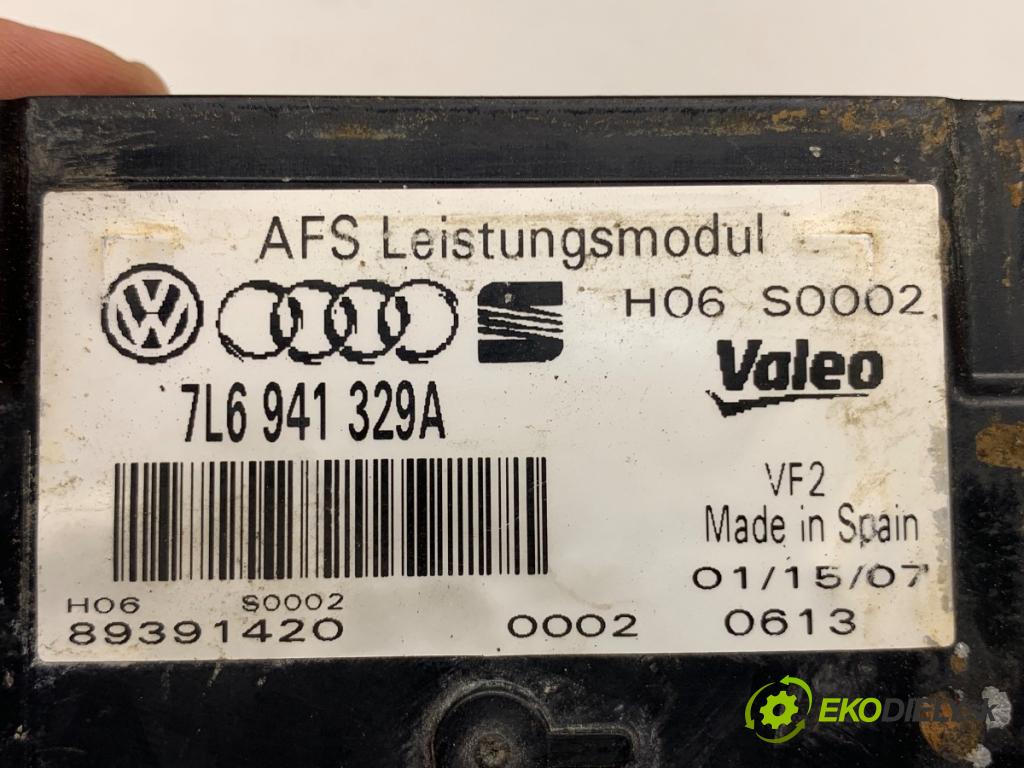 AFS Leistungsmodul
H06 S0002
Valeo
7L6 941 329A
VF2
Made in Spain
01/15/07
H06 S0002
89391420 0002 0613
EKODIELY.SK